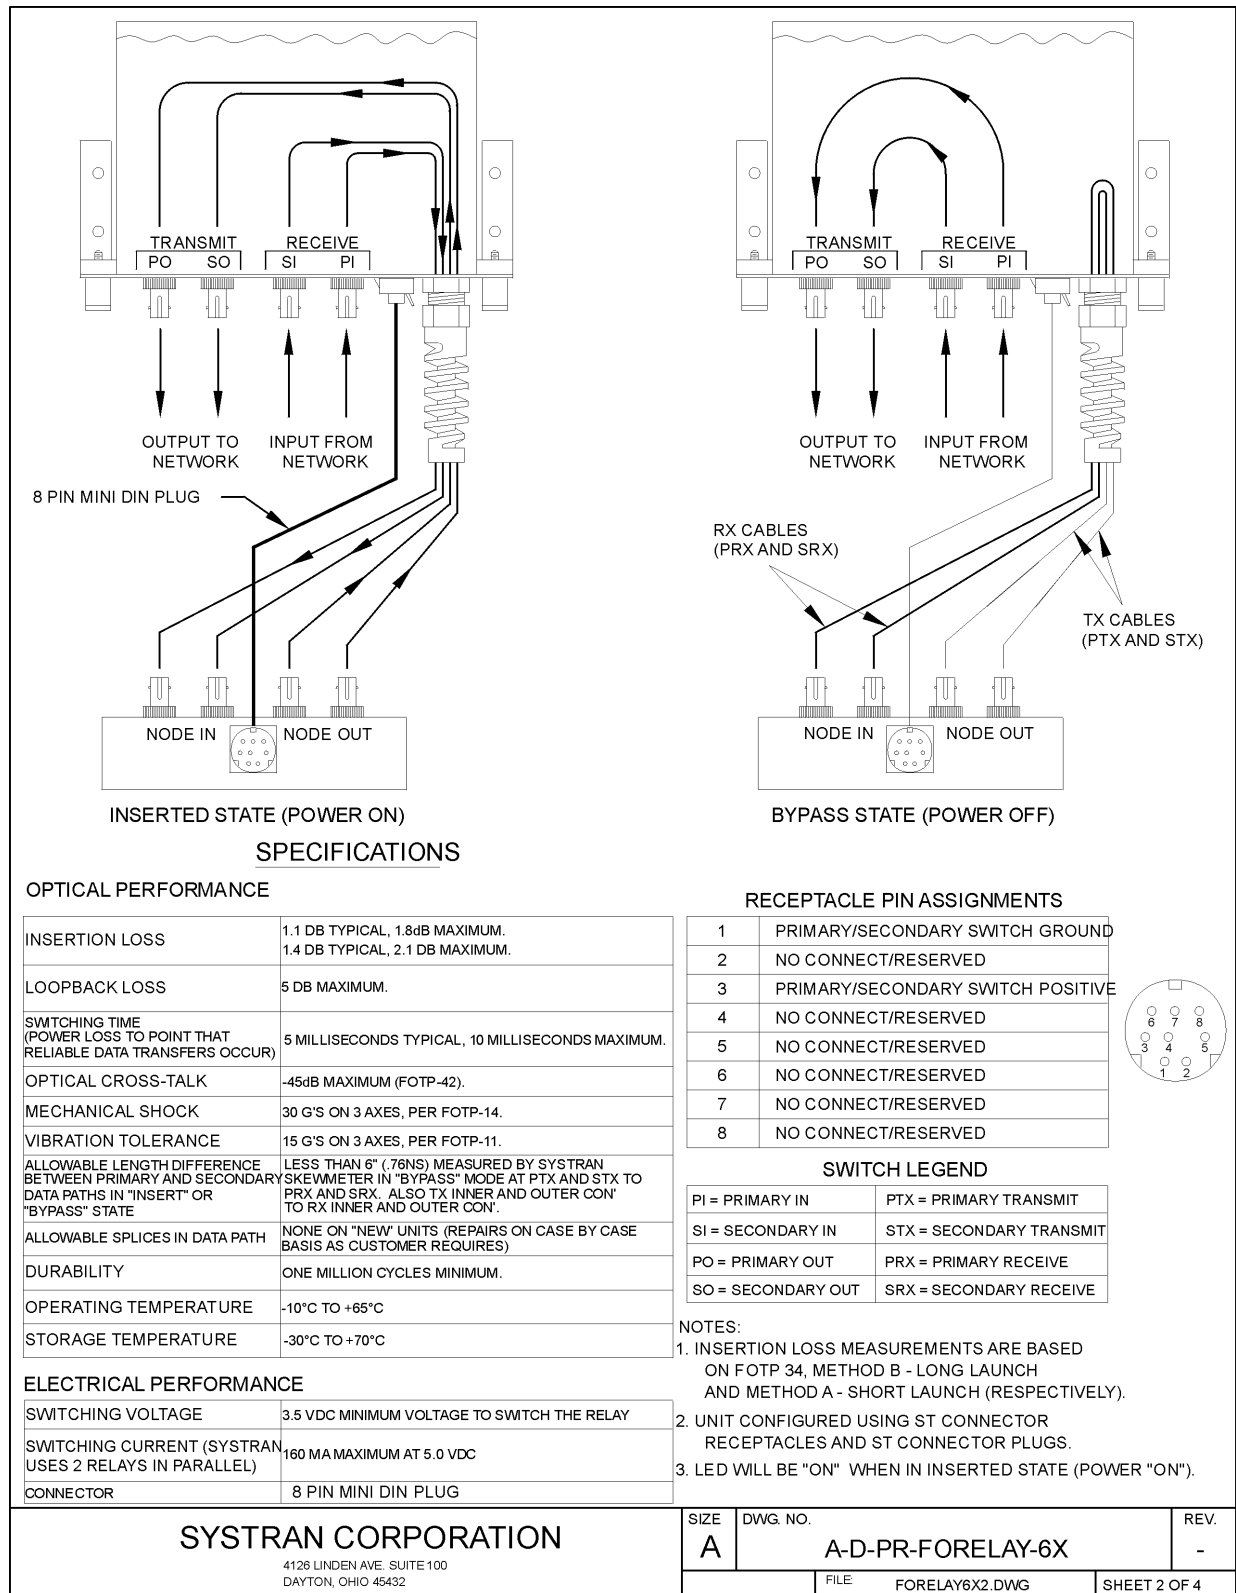 TRANSMIT
RECEIVE
PO SO SI PI
OUTPUT TO
NETWORK
INPUT FROM
NETWORK
8 PIN MINI DIN PLUG
NODE IN NODE OUT
INSERTED STATE (POWER ON)
TRANSMIT
RECEIVE
PO SO SI PI
OUTPUT TO
NETWORK
INPUT FROM
NETWORK
RX CABLES
(PRX AND SRX)
TX CABLES
(PTX AND STX)
NODE IN NODE OUT
BYPASS STATE (POWER OFF)
SPECIFICATIONS
OPTICAL PERFORMANCE
INSERTION LOSS
1.1 DB TYPICAL, 1.8dB MAXIMUM.
1.4 DB TYPICAL, 2.1 DB MAXIMUM.
LOOPBACK LOSS
5 DB MAXIMUM.
SWITCHING TIME
(POWER LOSS TO POINT THAT
RELIABLE DATA TRANSFERS OCCUR)
5 MILLISECONDS TYPICAL, 10 MILLISECONDS MAXIMUM.
OPTICAL CROSS-TALK
-45dB MAXIMUM (FOTP-42).
MECHANICAL SHOCK
30 G'S ON 3 AXES, PER FOTP-14.
VIBRATION TOLERANCE
15 G'S ON 3 AXES, PER FOTP-11.
ALLOWABLE LENGTH DIFFERENCE
BETWEEN PRIMARY AND SECONDARY
DATA PATHS IN "INSERT" OR
"BYPASS" STATE
LESS THAN 6" (.76NS) MEASURED BY SYSTRAN
SKEWMETER IN "BYPASS" MODE AT PTX AND STX TO
PRX AND SRX. ALSO TX INNER AND OUTER CON'
TO RX INNER AND OUTER CON'.
ALLOWABLE SPLICES IN DATA PATH
NONE ON "NEW" UNITS (REPAIRS ON CASE BY CASE
BASIS AS CUSTOMER REQUIRES)
DURABILITY
ONE MILLION CYCLES MINIMUM.
OPERATING TEMPERATURE
-10°C TO +65°C
STORAGE TEMPERATURE
-30°C TO +70°C
ELECTRICAL PERFORMANCE
SWITCHING VOLTAGE
3.5 VDC MINIMUM VOLTAGE TO SWITCH THE RELAY
SWITCHING CURRENT (SYSTRAN
USES 2 RELAYS IN PARALLEL)
160 MA MAXIMUM AT 5.0 VDC
CONNECTOR
8 PIN MINI DIN PLUG
RECEPTACLE PIN ASSIGNMENTS
1 PRIMARY/SECONDARY SWITCH GROUND
2 NO CONNECT/RESERVED
3 PRIMARY/SECONDARY SWITCH POSITIVE
4 NO CONNECT/RESERVED
5 NO CONNECT/RESERVED
6 NO CONNECT/RESERVED
7 NO CONNECT/RESERVED
8 NO CONNECT/RESERVED
6 7 8
3 4 5
1 2
SWITCH LEGEND
PI = PRIMARY IN PTX = PRIMARY TRANSMIT
SI = SECONDARY IN STX = SECONDARY TRANSMIT
PO = PRIMARY OUT PRX = PRIMARY RECEIVE
SO = SECONDARY OUT SRX = SECONDARY RECEIVE
NOTES:
1. INSERTION LOSS MEASUREMENTS ARE BASED
ON FOTP 34, METHOD B - LONG LAUNCH
AND METHOD A - SHORT LAUNCH (RESPECTIVELY).
2. UNIT CONFIGURED USING ST CONNECTOR
RECEPTACLES AND ST CONNECTOR PLUGS.
3. LED WILL BE "ON" WHEN IN INSERTED STATE (POWER "ON").
SYSTRAN CORPORATION
4126 LINDEN AVE. SUITE 100
DAYTON, OHIO 45432
SIZE
A
DWG. NO.
A-D-PR-FORELAY-6X
REV.
-
FILE: FORELAY6X2.DWG
SHEET 2 OF 4